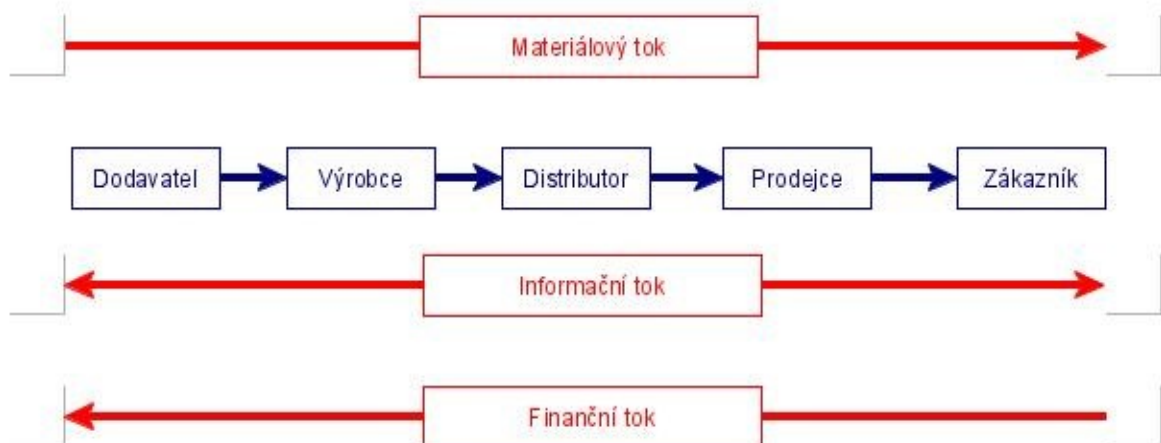 Materiálový tok
Dodavatel
Výrobce
Distributor
Prodejce
Zákazník
Informační tok
Finanční tok